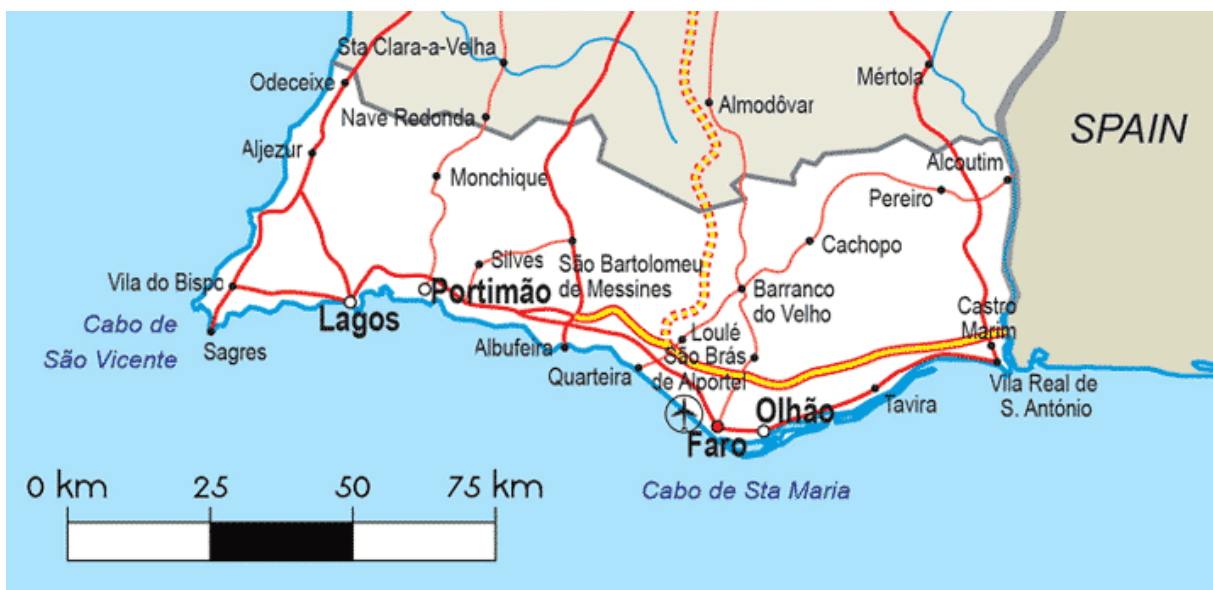 Sta Clara-a-Velha
Odeceixe
Mértola
Almodôvar
Nave Redonda
SPAIN
Aljezur
Alcoutim
Monchique
Pereiro
Cachopo
Silves
São Bartolomeu
de Messines
Vila do Bispo
Portimão
Barranco
do Velho
Castro
Marim
Lagos
Cabo de
São Vicente
Sagres
Loulé
Albufeira
São Brás
de Alportel
Quarteira
Vila Real de
S. António
Tavira
Olhão
Faro
Cabo de Sta Maria
0 km 25 50 75 km